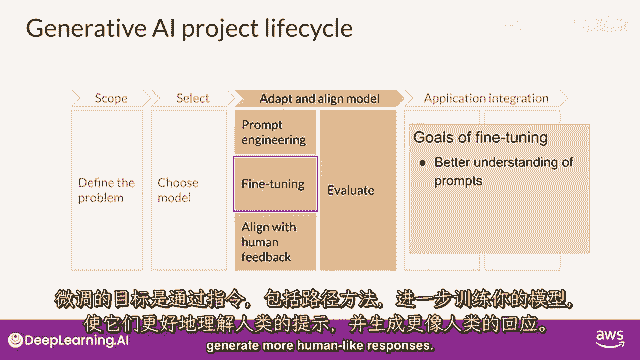 Generative AI project lifecycle
Scope
Select
Adapt and align model
Application integration
Define the
problem
Choose
model
Prompt
engineering
Fine-tuning
Align with
human
feedback
Evaluate
Goals of fine-tuning
• Better understanding of
prompts
微调的目标是通过指令，包括路径方法，进一步训练你的模型，
使它们更好地理解人类的提示，并生成更像人类的回应。
generate more human-like responses.
DeepLearning.AI
aws